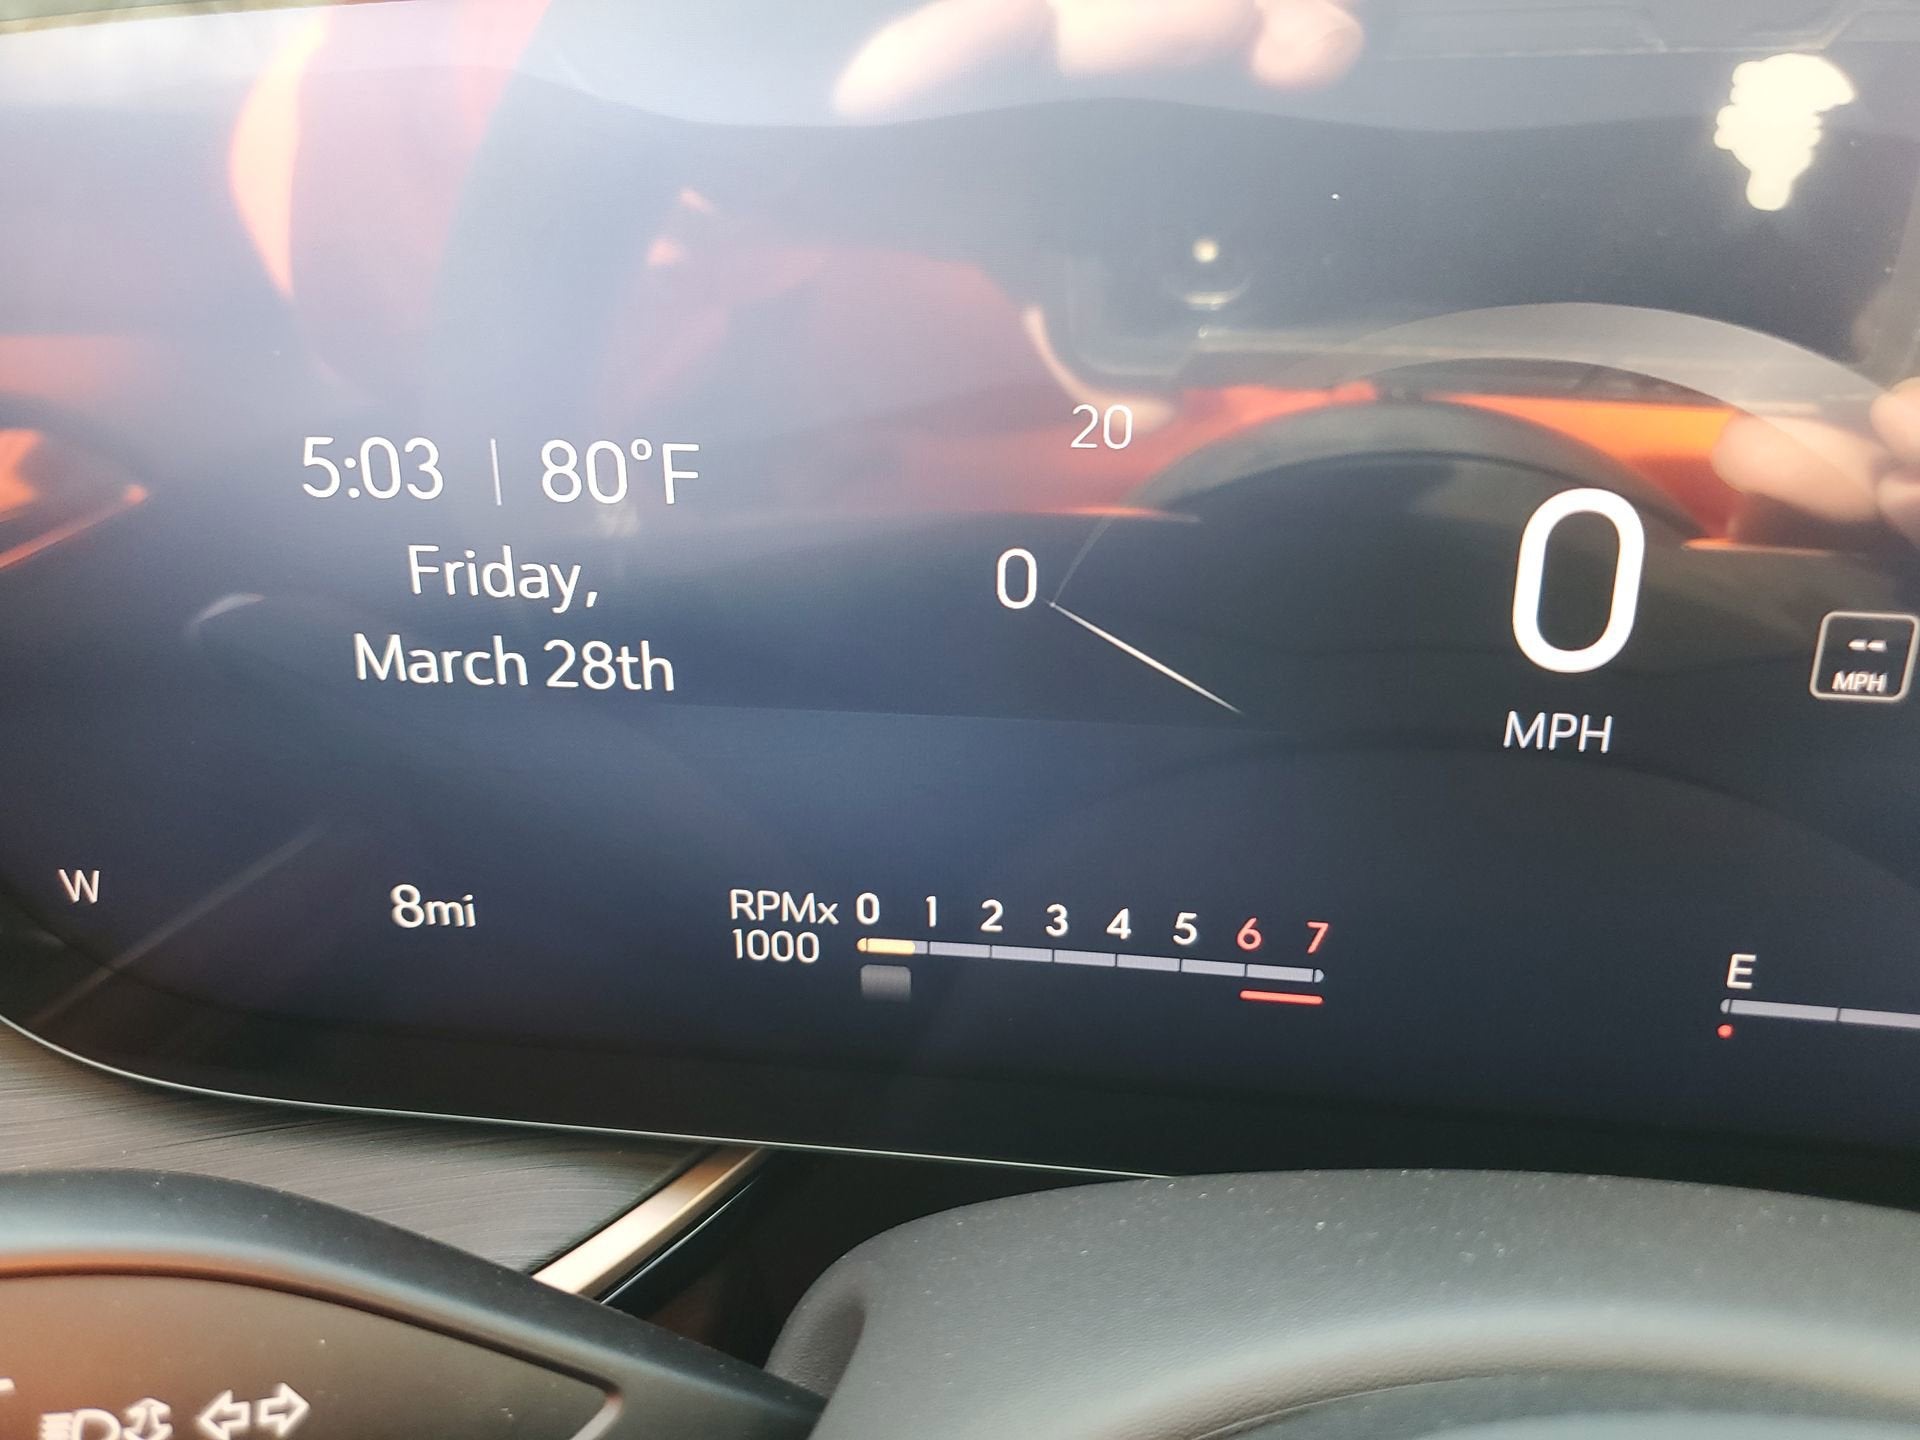 5:03 | 80°F
Friday,
March 28th
20
0
0
MPH
--
MPH
W
8mi
RPMx
1000
0 1 2 3 4 5 6 7
E